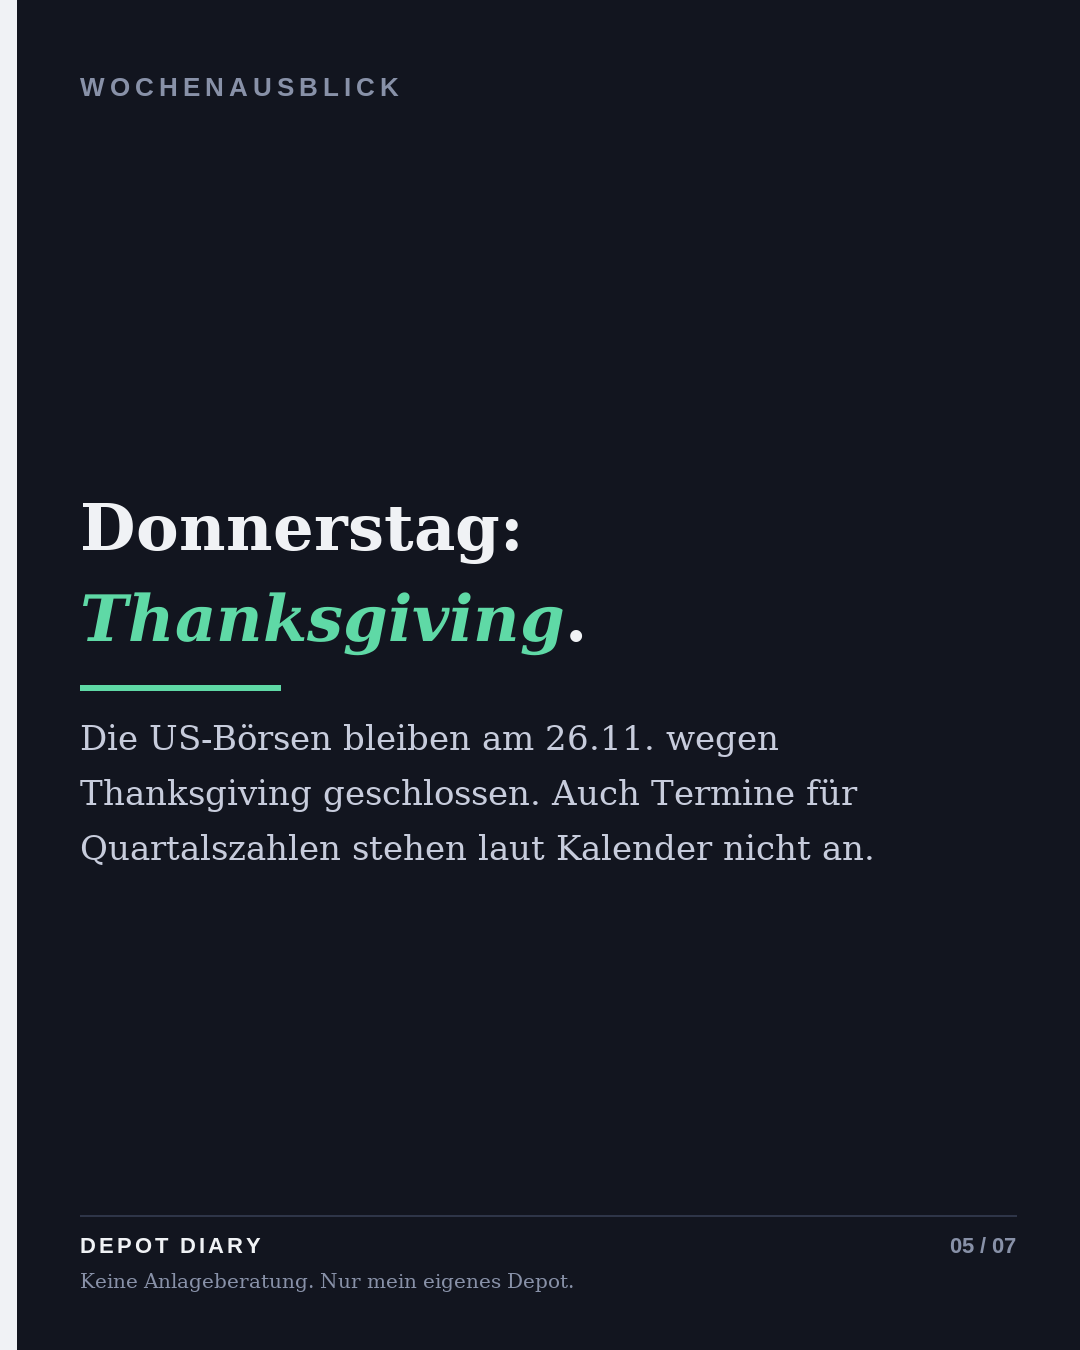 WOCHENAUSBLICK
Donnerstag:
Thanksgiving.
Die US-Börsen bleiben am 26.11. wegen
Thanksgiving geschlossen. Auch Termine für
Quartalszahlen stehen laut Kalender nicht an.
DEPOT DIARY
05 / 07
Keine Anlageberatung. Nur mein eigenes Depot.